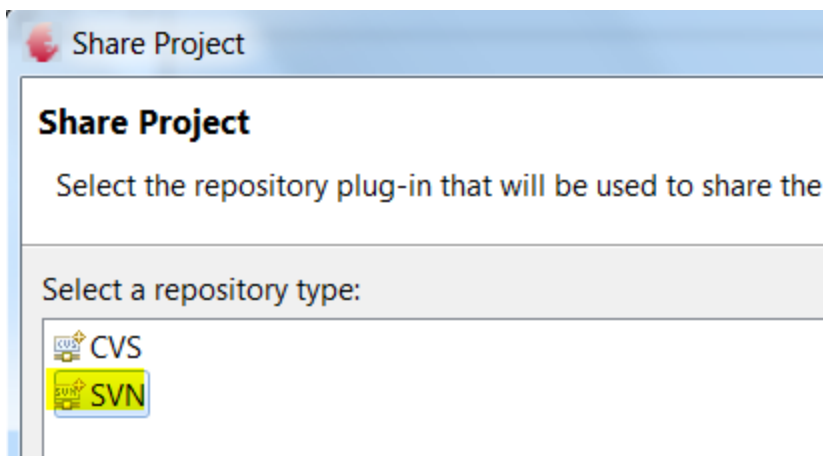 Share Project
Share Project
Select the repository plug-in that will be used to share the
Select a repository type:
CVS
SVN